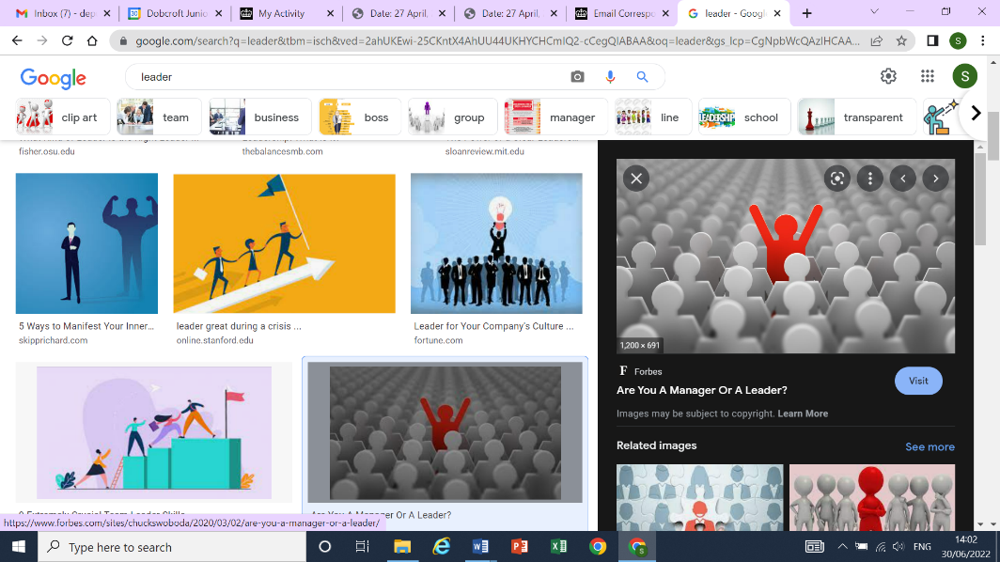 Inbox (1) - dep
Dobcroft Junio
My Activity
Date: 27 April,
Date: 27 April,
Email Correspo
leader - Google
google.com/search?q=leader&tbm=isch&ved=2ahUKEwi-25CKntX4AhUU44UKHYCHCmIQ2-cCegQIABAA&oq=leader&gs_lcp=CgNpbWcQAzIHCAA...
S
Google
leader
S
clip art
team
business
boss
group
manager
line
LEADERSHIP
school
transparent
fisher.osu.edu
thebalancesmb.com
sloanreview.mit.edu
5 Ways to Manifest Your Inner...
leader great during a crisis ...
Leader for Your Company's Culture ...
skipprichard.com
online.stanford.edu
fortune.com
1,200 × 691
F Forbes
Are You A Manager Or A Leader?
Visit
Images may be subject to copyright. Learn More
Related images
See more
9 Extremely Crucial Team Leader Skills
Are You A Manager Or A Leader?
https://www.forbes.com/sites/chuckswoboda/2020/03/02/are-you-a-manager-or-a-leader/
Type here to search
ENG
14:02
30/06/2022